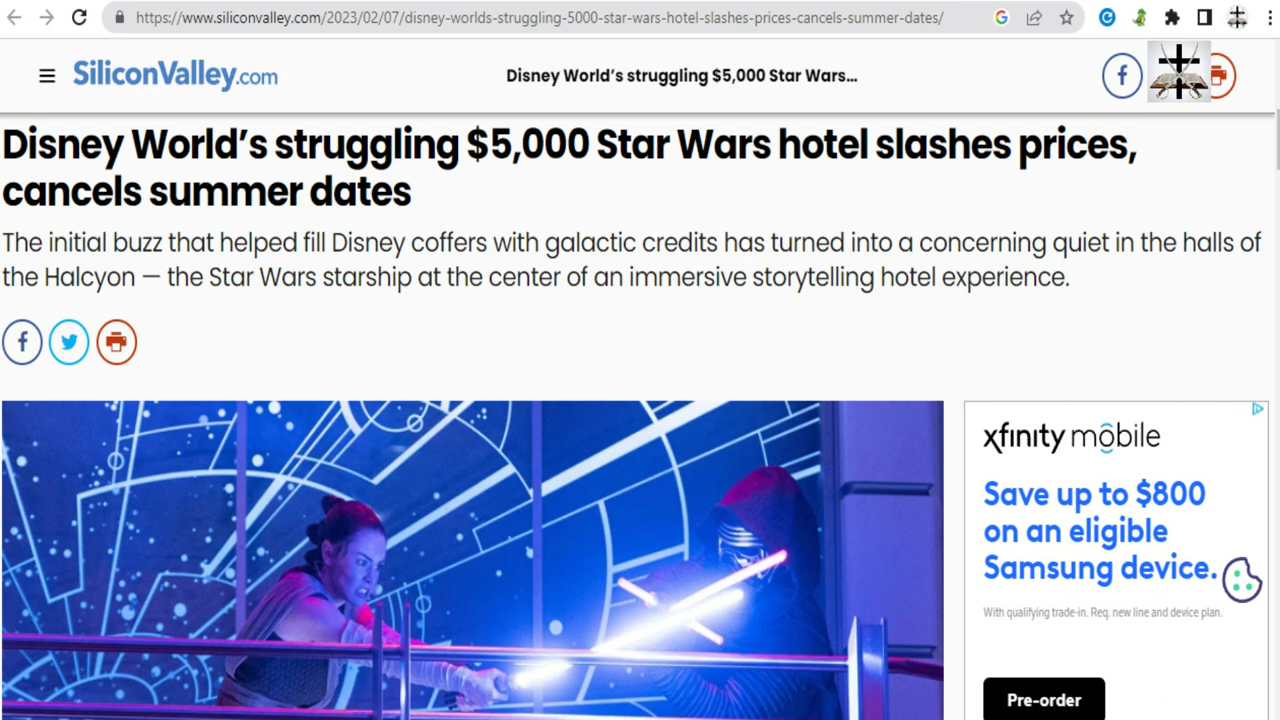 https://www.siliconvalley.com/2023/02/07/disney-worlds-struggling-5000-star-wars-hotel-slashes-prices-cancels-summer-dates/
SiliconValley.com
Disney World’s struggling $5,000 Star Wars...
Disney World’s struggling $5,000 Star Wars hotel slashes prices,
cancels summer dates
The initial buzz that helped fill Disney coffers with galactic credits has turned into a concerning quiet in the halls of
the Halcyon — the Star Wars starship at the center of an immersive storytelling hotel experience.
xfinity mobile
Save up to $800
on an eligible
Samsung device.
With qualifying trade-in. Req. new line and device plan.
Pre-order